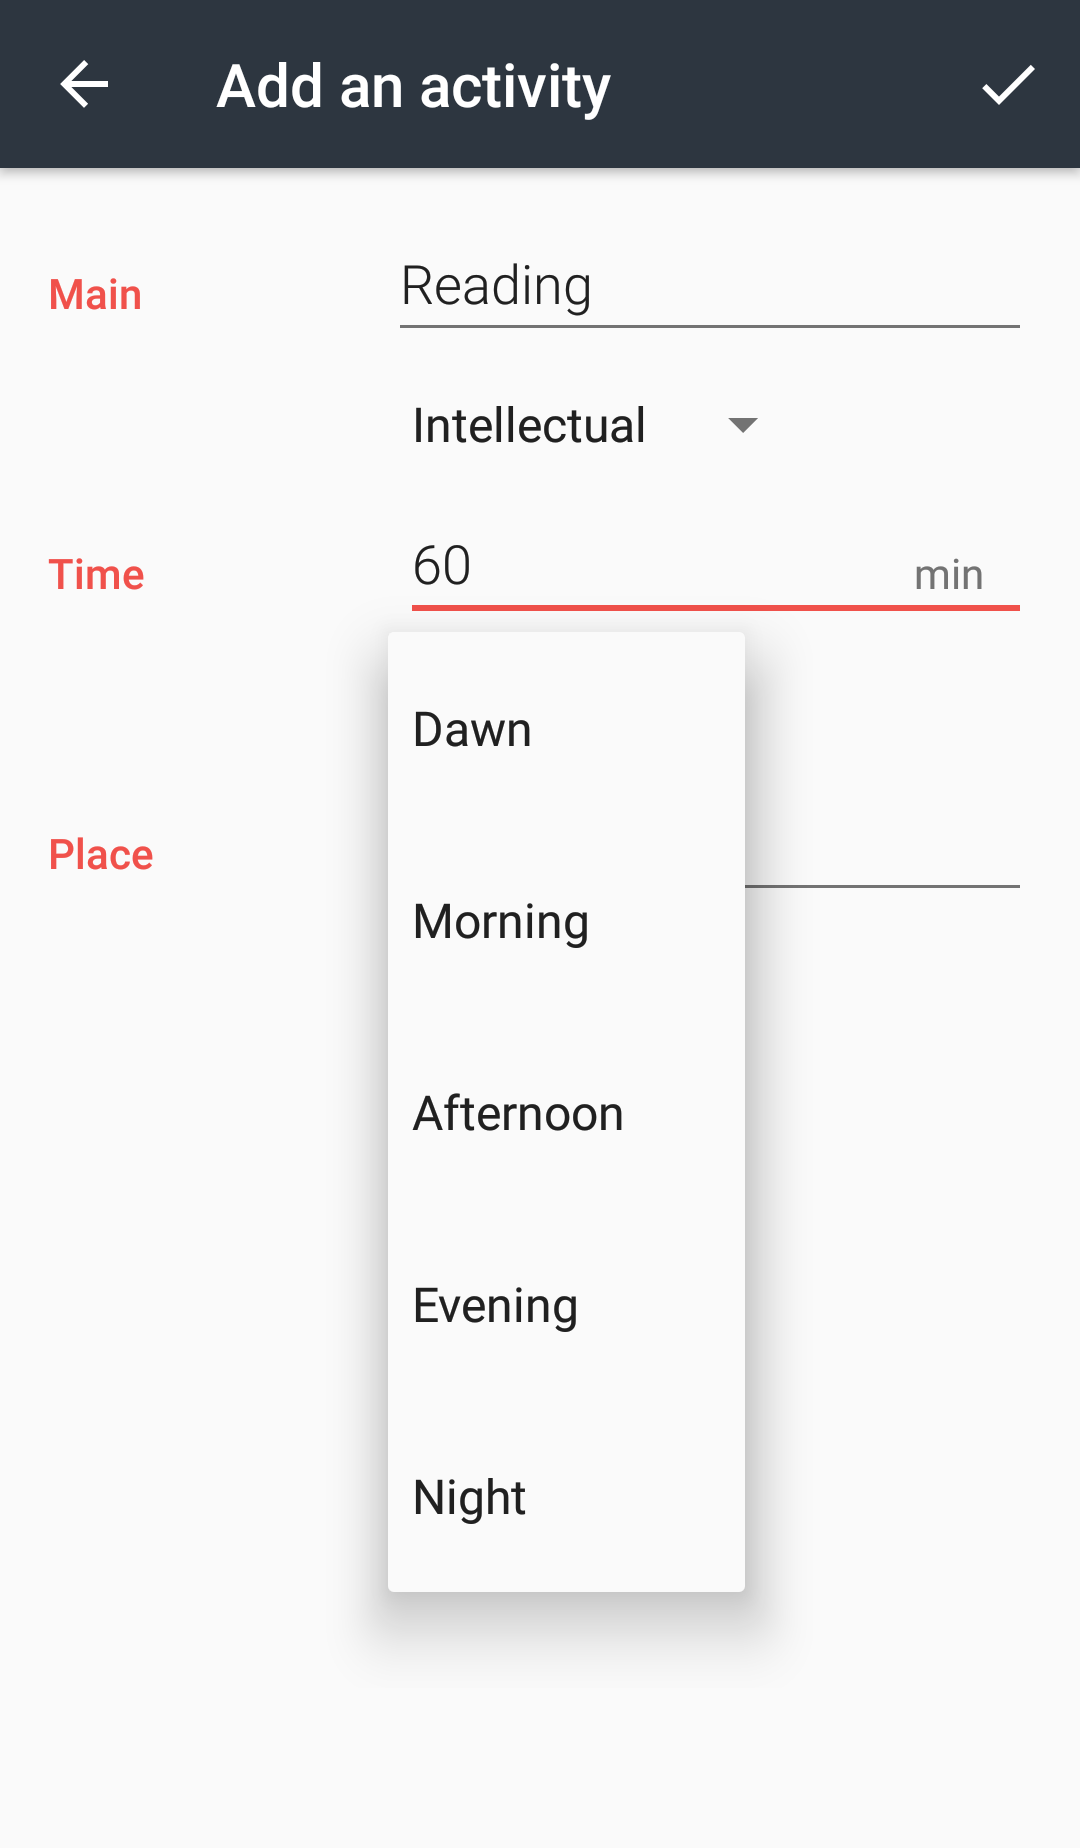 Add an activity
Main
Reading
Intellectual
Time
60
min
Dawn
Place
Morning
Afternoon
Evening
Night